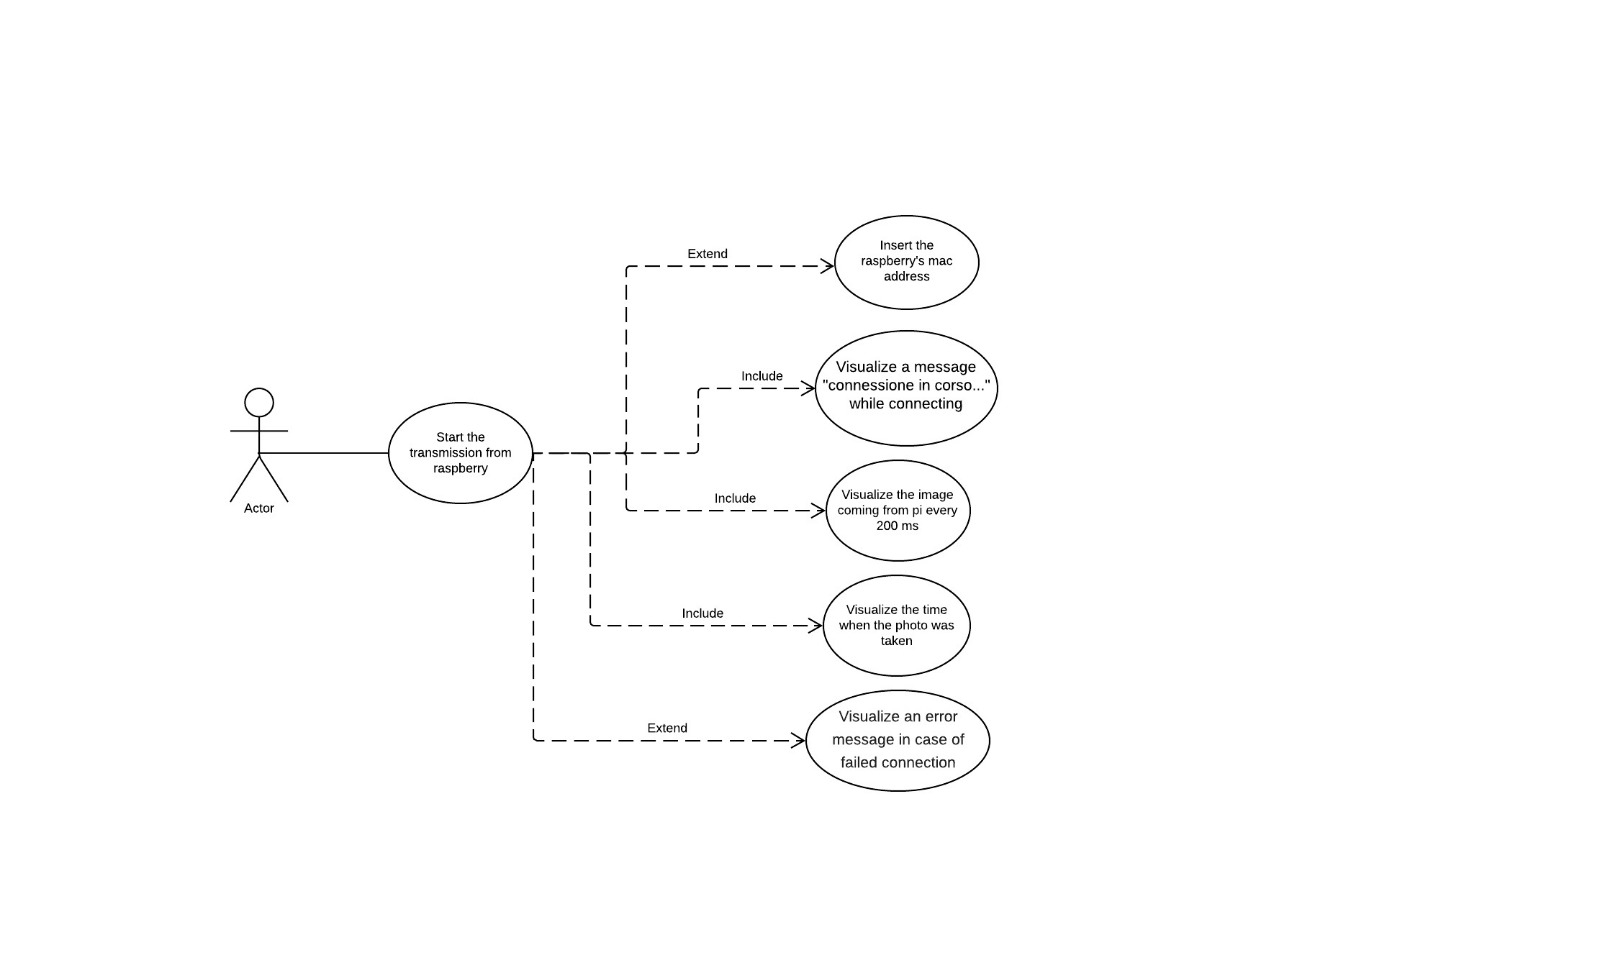 Extend
Insert the
raspberry's mac
address
Include
Visualize a message
"connessione in corso..."
while connecting
Start the
transmission from
raspberry
Actor
Include
Visualize the image
coming from pi every
200 ms
Include
Visualize the time
when the photo was
taken
Extend
Visualize an error
message in case of
failed connection